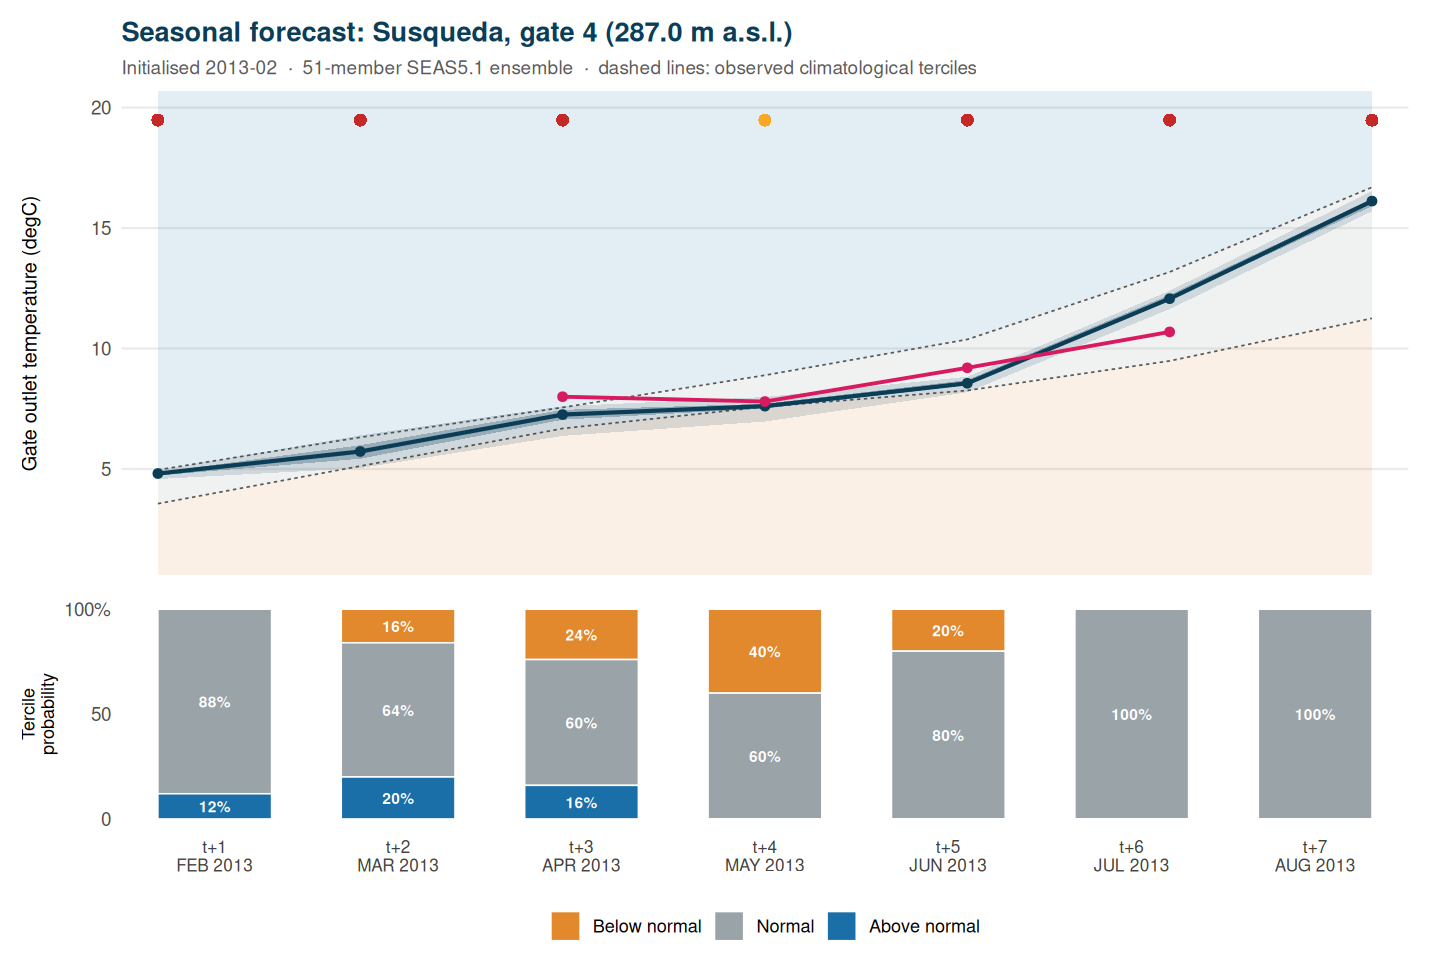 Seasonal forecast: Susqueda, gate 4 (287.0 m a.s.l.)
Initialised 2013-02 · 51-member SEAS5.1 ensemble · dashed lines: observed climatological terciles
Gate outlet temperature (degC)
20
15
10
5
Tercile
probability
100%
50
0
16%
24%
40%
20%
88%
64%
60%
60%
80%
100%
100%
12%
20%
16%
t+1
FEB 2013
t+2
MAR 2013
t+3
APR 2013
t+4
MAY 2013
t+5
JUN 2013
t+6
JUL 2013
t+7
AUG 2013
Below normal
Normal
Above normal